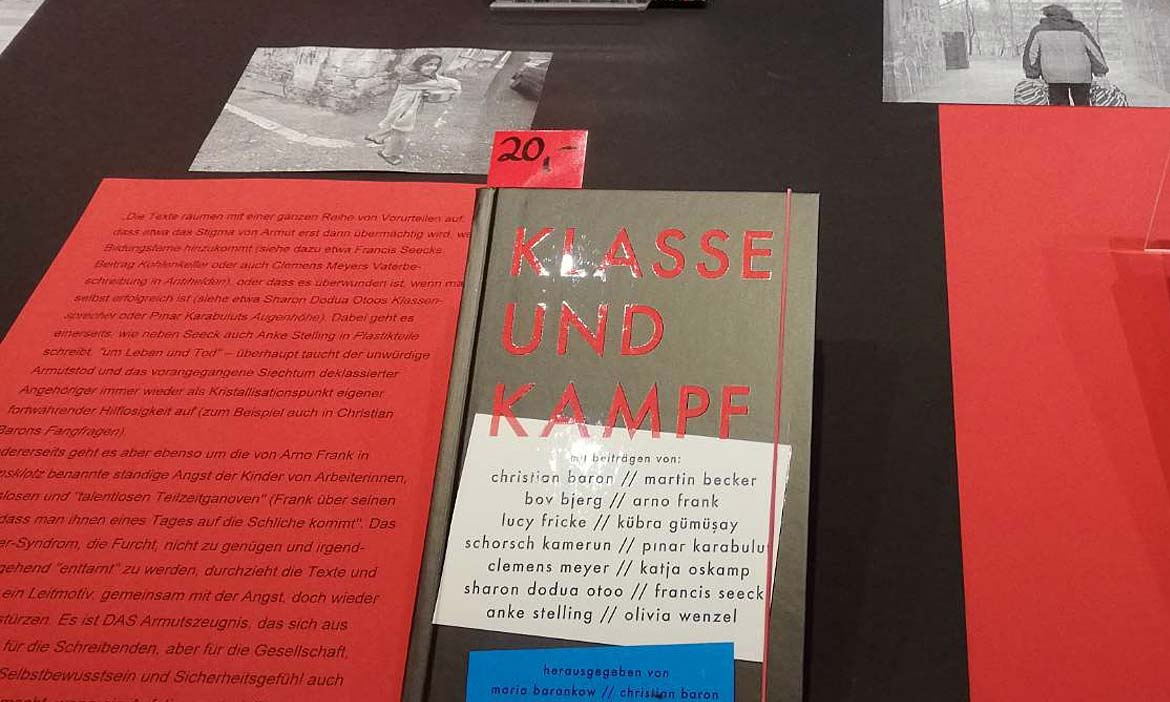 20,-
„Die Texte räumen mit einer ganzen Reihe von Vorurteilen auf,
dass etwa das Stigma von Armut erst dann übermächtig wird,
Bildungsferne hinzukommt (siehe dazu etwa Francis Seecks
Beitrag Kohlenkeller oder auch Clemens Meyers Vaterbe-
schreibung in Antihelden), oder dass es überwunden ist, wenn
selbst erfolgreich ist (siehe etwa Sharon Dodua Otoos Klassen-
sprecher oder Pınar Karabuluts Augenhöhe). Dabei geht es
einerseits, wie neben Seeck auch Anke Stelling in Plastikteile
schreibt, "um Leben und Tod" – überhaupt taucht der unwürdige
Armutstod und das vorangegangene Siechtum deklassierter
Angehöriger immer wieder als Kristallisationspunkt eigener
fortwährender Hilflosigkeit auf (zum Beispiel auch in Christian
Barons Fangfragen).
dererseits geht es aber ebenso um die von Arno Frank in
benannte ständige Angst der Kinder von Arbeiterinnen,
slosen und "talentlosen Teilzeitganoven" (Frank über seinen
dass man ihnen eines Tages auf die Schliche kommt". Das
er-Syndrom, die Furcht, nicht zu genügen und irgend-
gehend "enttarnt" zu werden, durchzieht die Texte und
ein Leitmotiv, gemeinsam mit der Angst, doch wieder
stürzen. Es ist DAS Armutszeugnis, das sich aus
für die Schreibenden, aber für die Gesellschaft,
Selbstbewusstsein und Sicherheitsgefühl auch
KLASSE
UND
KAMPF
mit beiträgen von:
christian baron // martin becker
bov bjerg // arno frank
lucy fricke // kübra gümüşay
schorsch kamerun // pınar karabulut
clemens meyer // katja oskamp
sharon dodua otoo // francis seeck
anke stelling // olivia wenzel
herausgegeben von
maria barankow // christian baron